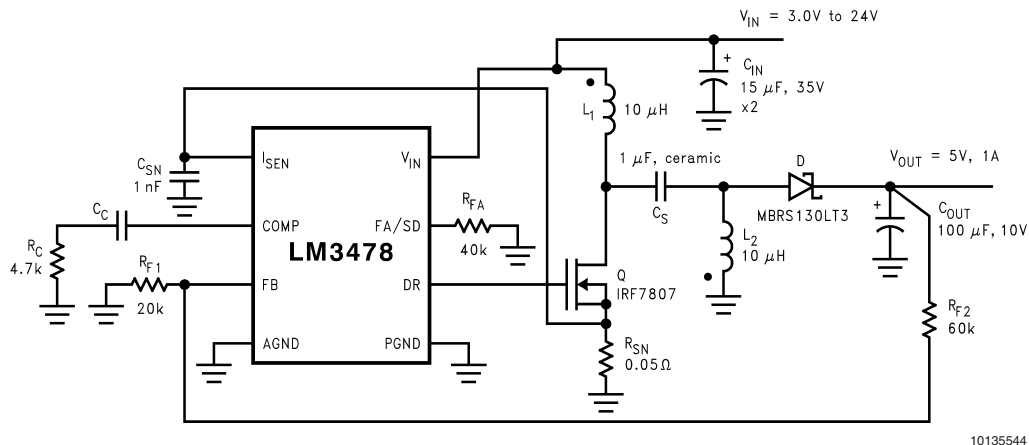 V_IN = 3.0V to 24V
+
C_IN
15 μF, 35V
x2
L₁
10 μH
I_SEN
V_IN
C_SN
1 nF
1 μF, ceramic
C_S
D
MBRS130LT3
V_OUT = 5V, 1A
+
C_OUT
100 μF, 10V
C_C
COMP
FA/SD
R_FA
40k
L₂
10 μH
R_C
4.7k
LM3478
R_F1
20k
FB
DR
Q
IRF7807
R_F2
60k
AGND
PGND
R_SN
0.05Ω
10135544